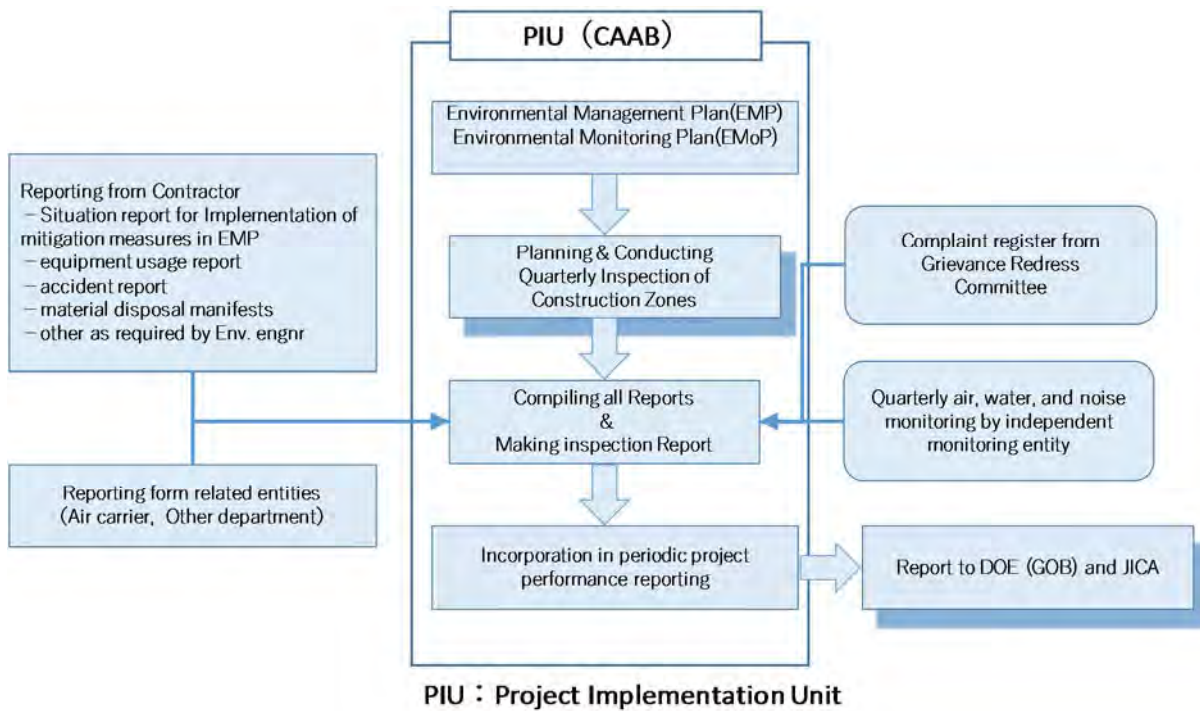 PIU（CAAB）
Environmental Management Plan(EMP)
Environmental Monitoring Plan(EMoP)
Reporting from Contractor
－Situation report for Implementation of
mitigation measures in EMP
－equipment usage report
－accident report
－material disposal manifests
－other as required by Env. engnr
Planning & Conducting
Quarterly Inspection of
Construction Zones
Complaint register from
Grievance Redress
Committee
Compiling all Reports
&
Making inspection Report
Quarterly air, water, and noise
monitoring by independent
monitoring entity
Reporting form related entities
(Air carrier, Other department)
Incorporation in periodic project
performance reporting
Report to DOE (GOB) and JICA
PIU：Project Implementation Unit